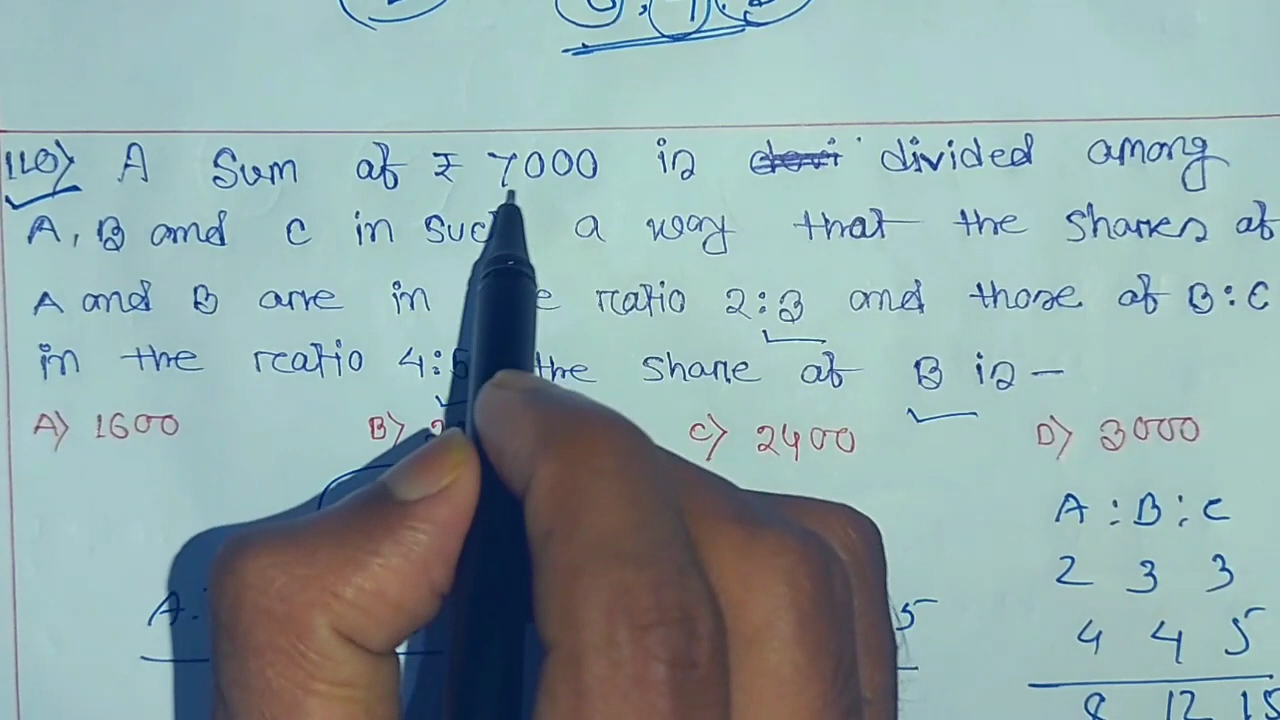 A Sum of ₹ 7000 is divided among
A, B and C in a way that the shares of
A and B are in ratio 2:3 and those of B:C
in the ratio 4: the share of B is -
A) 1600 B) C) 2400 D) 3000
A : B : C
2 3 3
4 4 5
8 12 15
A:
5